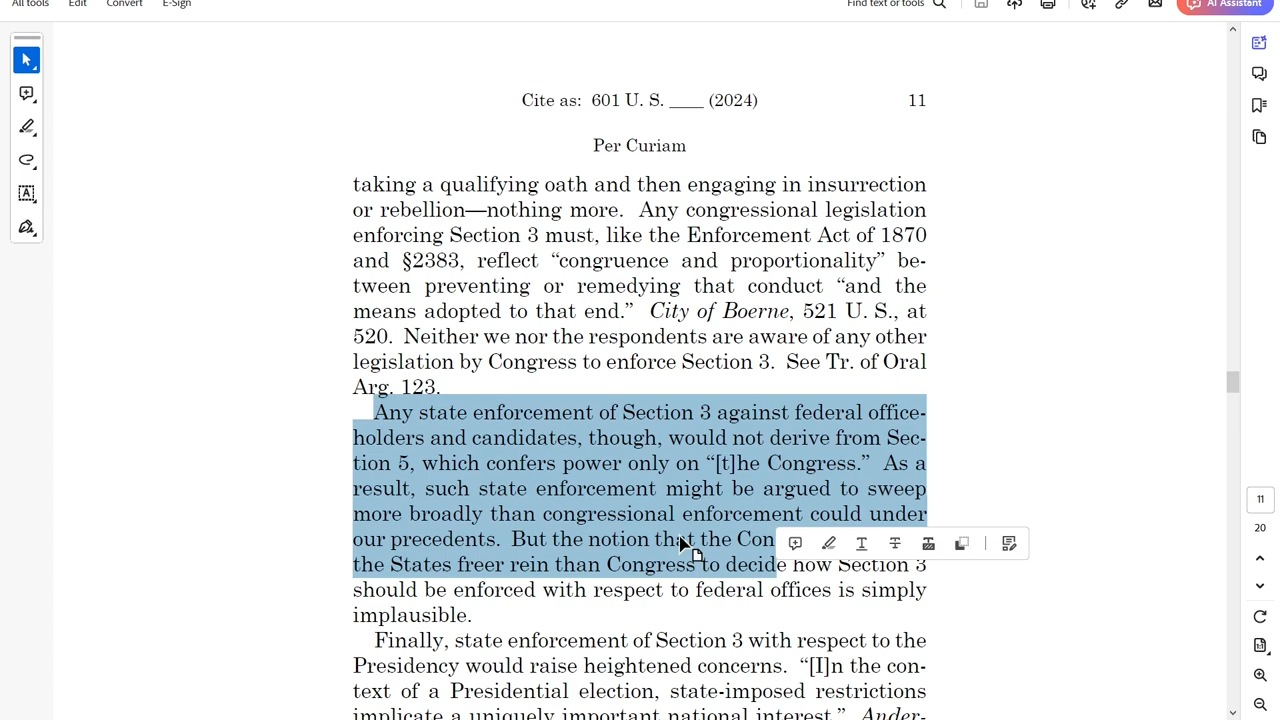 All tools Edit Convert E-Sign Find text or tools AI Assistant
Cite as: 601 U. S. ____ (2024) 11
Per Curiam
taking a qualifying oath and then engaging in insurrection
or rebellion—nothing more. Any congressional legislation
enforcing Section 3 must, like the Enforcement Act of 1870
and §2383, reflect “congruence and proportionality” be-
tween preventing or remedying that conduct “and the
means adopted to that end.” City of Boerne, 521 U. S., at
520. Neither we nor the respondents are aware of any other
legislation by Congress to enforce Section 3. See Tr. of Oral
Arg. 123.
Any state enforcement of Section 3 against federal office-
holders and candidates, though, would not derive from Sec-
tion 5, which confers power only on “[t]he Congress.” As a
result, such state enforcement might be argued to sweep
more broadly than congressional enforcement could under
our precedents. But the notion that the Con
the States freer rein than Congress to decide how Section 3
should be enforced with respect to federal offices is simply
implausible.
Finally, state enforcement of Section 3 with respect to the
Presidency would raise heightened concerns. “[I]n the con-
text of a Presidential election, state-imposed restrictions
implicate a uniquely important national interest.” Ander-
11
20